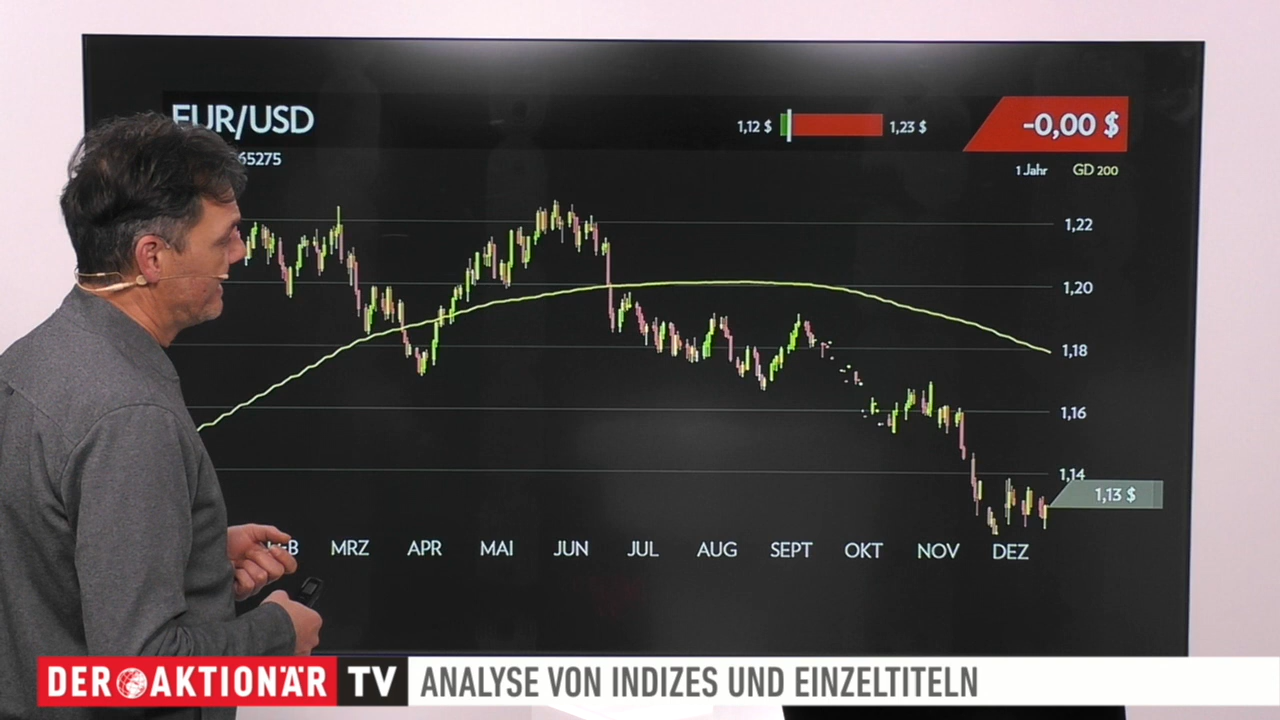 EUR/USD
65275
1,12 $
1,23 $
-0,00 $
1 Jahr GD 200
1,22
1,20
1,18
1,16
1,14
1,13 $
MRZ APR MAI JUN JUL AUG SEPT OKT NOV DEZ
DER AKTIONÄR TV ANALYSE VON INDIZES UND EINZELTITELN